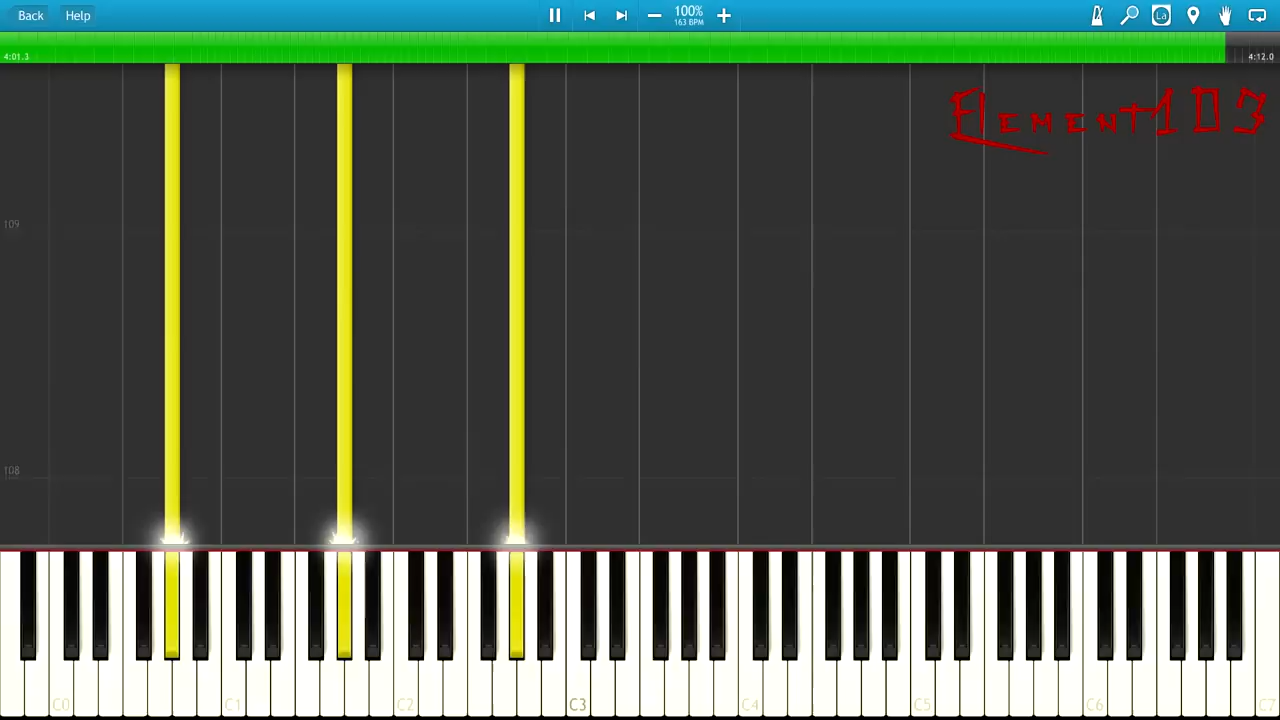 Back Help 100% La
163 BPM
4:01.3 4:12.0
Element103
109
108
C0 C1 C2 C3 C4 C5 C6 C7